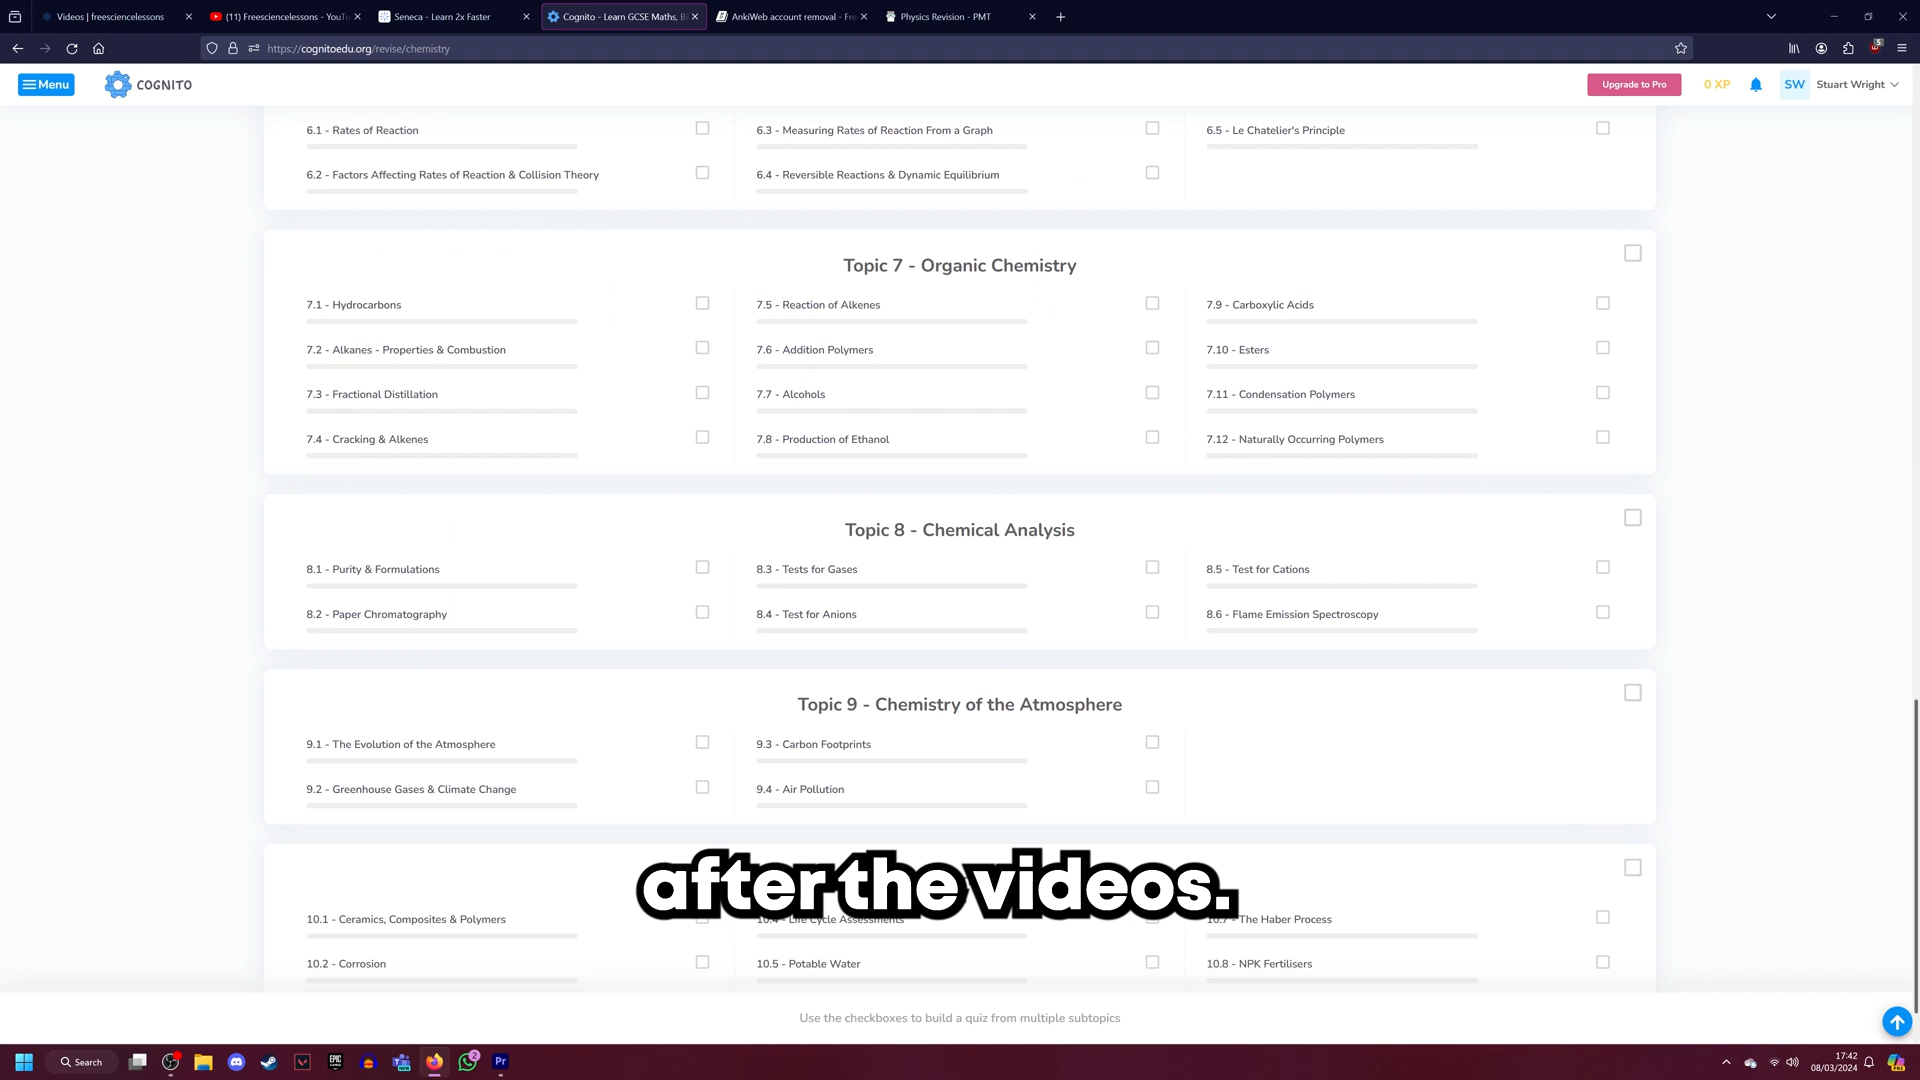 Videos | freesciencelessons
(11) Freesciencelessons - YouTu
Seneca - Learn 2x Faster
Cognito - Learn GCSE Maths, Bi
AnkiWeb account removal - Fre
Physics Revision - PMT
https://cognitoedu.org/revise/chemistry
Menu
COGNITO
Upgrade to Pro
0 XP
SW
Stuart Wright
6.1 - Rates of Reaction
6.3 - Measuring Rates of Reaction From a Graph
6.5 - Le Chatelier's Principle
6.2 - Factors Affecting Rates of Reaction & Collision Theory
6.4 - Reversible Reactions & Dynamic Equilibrium
Topic 7 - Organic Chemistry
7.1 - Hydrocarbons
7.5 - Reaction of Alkenes
7.9 - Carboxylic Acids
7.2 - Alkanes - Properties & Combustion
7.6 - Addition Polymers
7.10 - Esters
7.3 - Fractional Distillation
7.7 - Alcohols
7.11 - Condensation Polymers
7.4 - Cracking & Alkenes
7.8 - Production of Ethanol
7.12 - Naturally Occurring Polymers
Topic 8 - Chemical Analysis
8.1 - Purity & Formulations
8.3 - Tests for Gases
8.5 - Test for Cations
8.2 - Paper Chromatography
8.4 - Test for Anions
8.6 - Flame Emission Spectroscopy
Topic 9 - Chemistry of the Atmosphere
9.1 - The Evolution of the Atmosphere
9.3 - Carbon Footprints
9.2 - Greenhouse Gases & Climate Change
9.4 - Air Pollution
after the videos.
10.1 - Ceramics, Composites & Polymers
10.4 - Life Cycle Assessments
10.7 - The Haber Process
10.2 - Corrosion
10.5 - Potable Water
10.8 - NPK Fertilisers
Use the checkboxes to build a quiz from multiple subtopics
Search
EPIC
NEW
2
Pr
17:42
08/03/2024
PRE